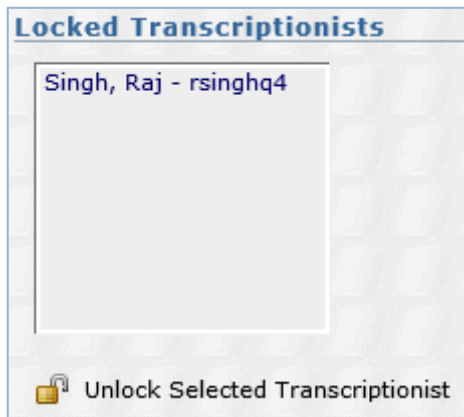 Locked Transcriptionists
Singh, Raj - rsinghq4
Unlock Selected Transcriptionist